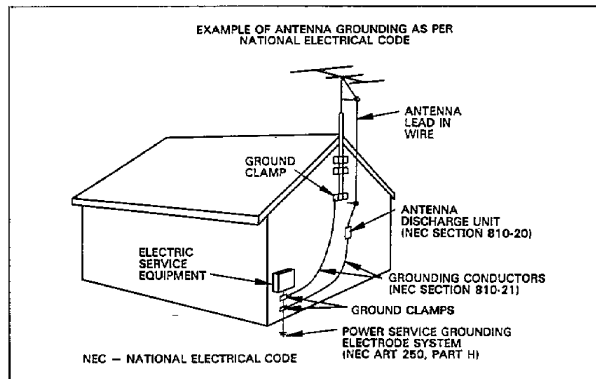 EXAMPLE OF ANTENNA GROUNDING AS PER
NATIONAL ELECTRICAL CODE
ANTENNA
LEAD IN
WIRE
GROUND
CLAMP
ANTENNA
DISCHARGE UNIT
(NEC SECTION 810-20)
ELECTRIC
SERVICE
EQUIPMENT
GROUNDING CONDUCTORS
(NEC SECTION 810-21)
GROUND CLAMPS
POWER SERVICE GROUNDING
ELECTRODE SYSTEM
(NEC ART 250, PART H)
NEC – NATIONAL ELECTRICAL CODE